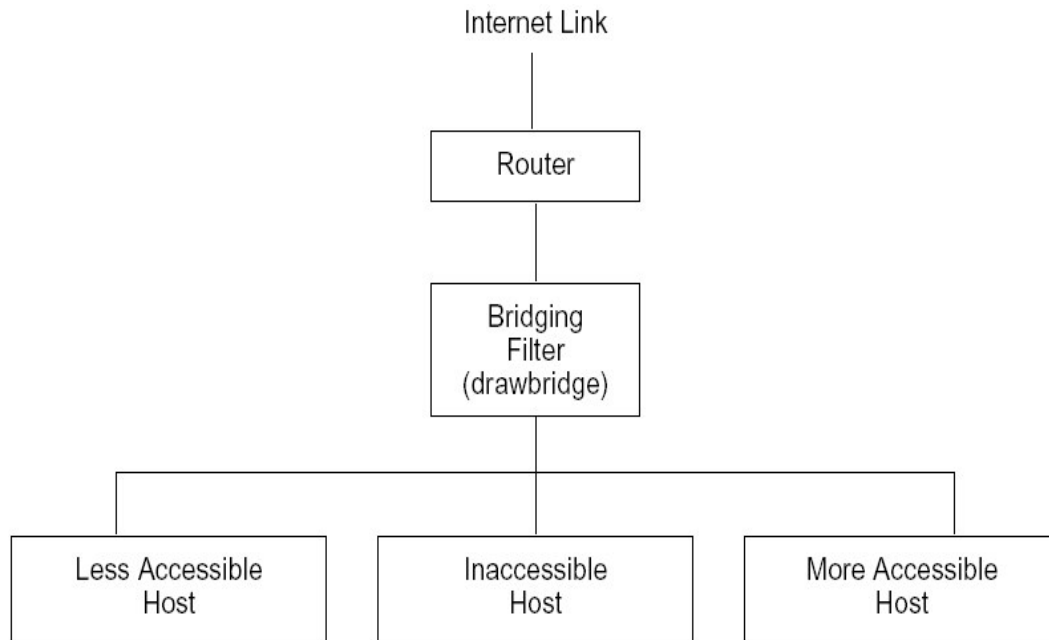 Internet Link
Router
Bridging
Filter
(drawbridge)
Less Accessible
Host
Inaccessible
Host
More Accessible
Host